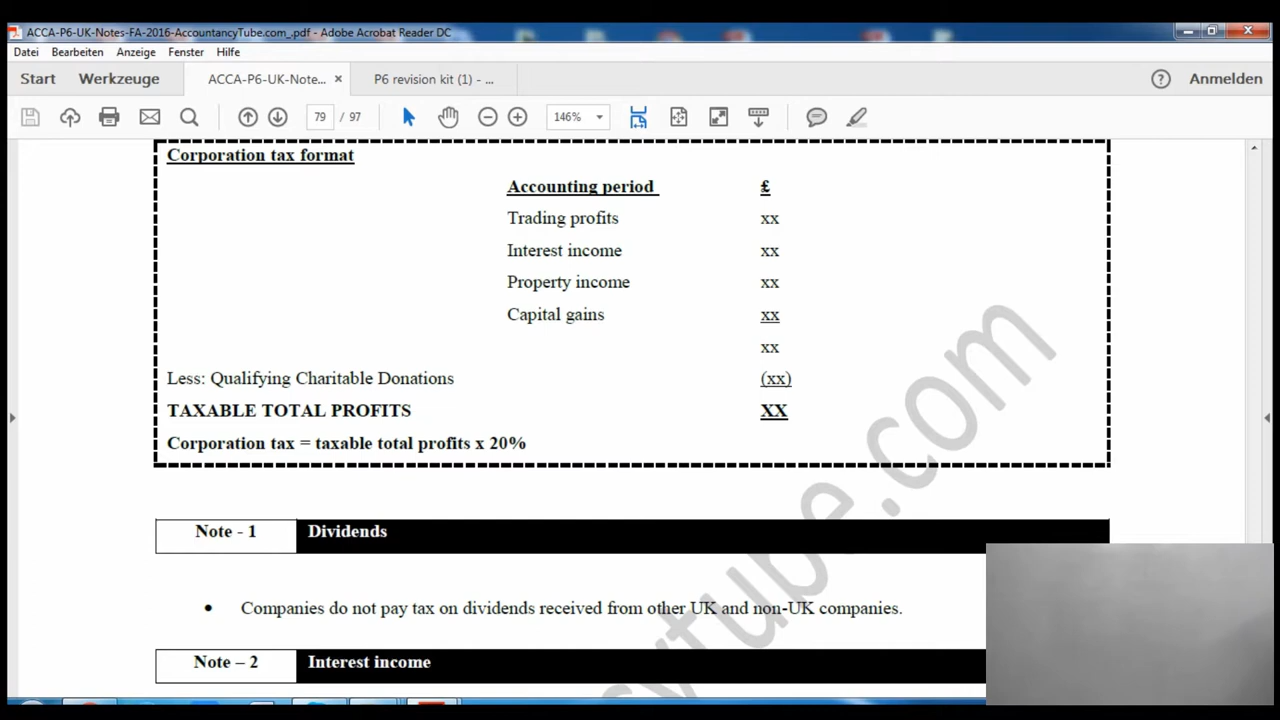 ACCA-P6-UK-Notes-FA-2016-AccountancyTube.com_.pdf - Adobe Acrobat Reader DC
Datei Bearbeiten Anzeige Fenster Hilfe
Start Werkzeuge ACCA-P6-UK-Note... × P6 revision kit (1) - ... ? Anmelden
79 / 97 146%
Corporation tax format
Accounting period £
Trading profits xx
Interest income xx
Property income xx
Capital gains xx
xx
Less: Qualifying Charitable Donations (xx)
TAXABLE TOTAL PROFITS XX
Corporation tax = taxable total profits x 20%
Note - 1 Dividends
• Companies do not pay tax on dividends received from other UK and non-UK companies.
Note – 2 Interest income
ytube.com